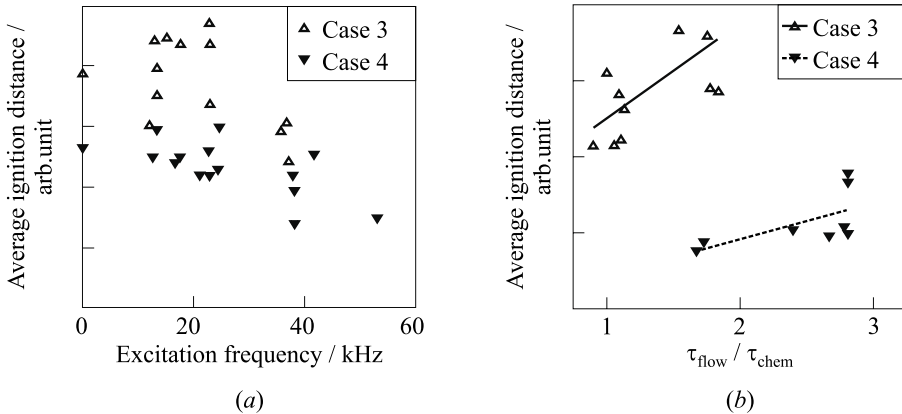 Average ignition distance /
arb.unit
Case 3
Case 4
0
20
40
60
Excitation frequency / kHz
(a)
Average ignition distance /
arb.unit
Case 3
Case 4
1
2
3
τflow / τchem
(b)